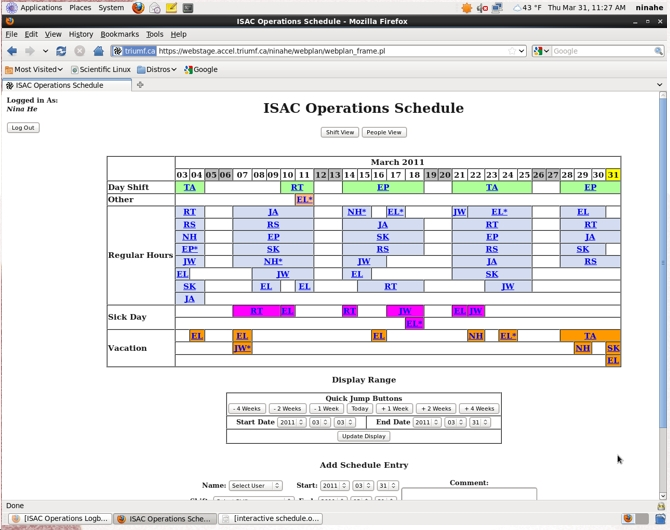 Applications Places System 43 °F Thu Mar 31, 11:27 AM ninahe
ISAC Operations Schedule - Mozilla Firefox
File Edit View History Bookmarks Tools Help
triumf.ca https://webstage.accel.triumf.ca/ninahe/webplan/webplan_frame.pl Google
Most Visited Scientific Linux Distros Google
ISAC Operations Schedule
Logged in As:
Nina He
Log Out
ISAC Operations Schedule
Shift View People View
March 2011
03 04 05 06 07 08 09 10 11 12 13 14 15 16 17 18 19 20 21 22 23 24 25 26 27 28 29 30 31
Day Shift TA RT EP TA EP
Other EL*
Regular Hours
RT JA NH* EL* JW EL* EL
RS RS JA RT RT
NH EP SK EP JA
EP* SK RS RS SK
JW NH* JW JA RS
EL JW EL SK
SK EL EL RT JW
JA
Sick Day RT EL RT JW EL JW
EL*
Vacation
EL EL EL NH EL* TA
JW* NH SK
EL
Display Range
Quick Jump Buttons
- 4 Weeks - 2 Weeks - 1 Week Today + 1 Week + 2 Weeks + 4 Weeks
Start Date 2011 03 03 End Date 2011 03 31
Update Display
Add Schedule Entry
Name: Select User Start: 2011 03 31 Comment:
Done
[ISAC Operations Logb... ISAC Operations Sche... [interactive schedule.o...